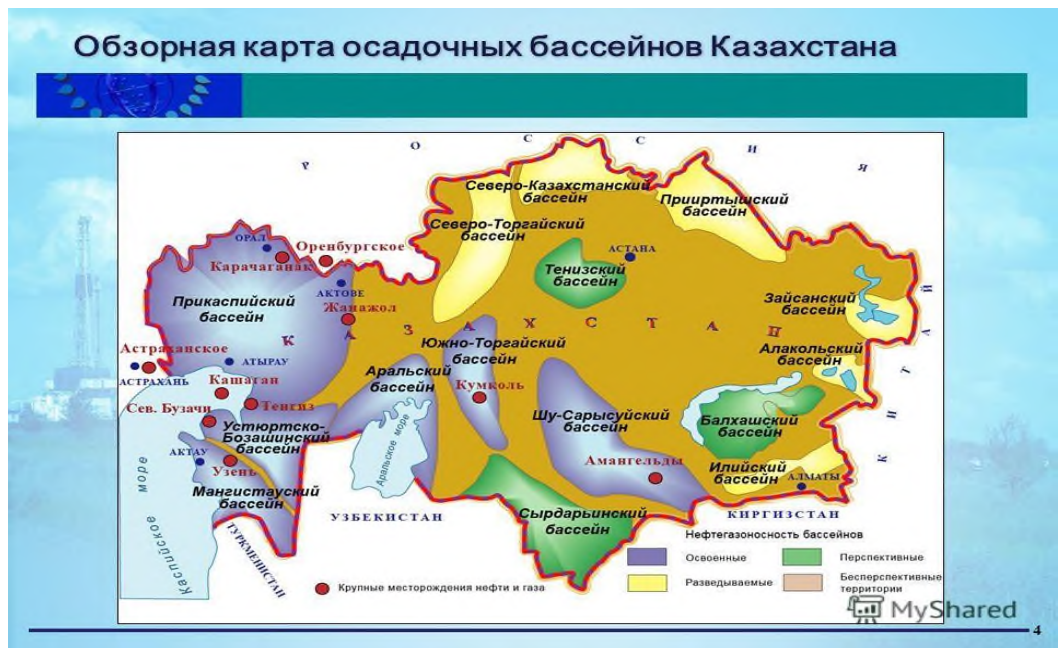 Обзорная карта осадочных бассейнов Казахстана
Р О С С И Я
Северо-Казахстанский
бассейн
Прииртышский
бассейн
Северо-Торгайский
бассейн
ОРАЛ
Оренбургское
Карачаганак
АСТАНА
Тенизский
бассейн
АКТОБЕ
Жанажол
Прикаспийский
бассейн
Зайсанский
бассейн
К А З А Х С Т А Н
К И Т А Й
Южно-Торгайский
бассейн
Алакольский
бассейн
Астраханское
АСТРАХАНЬ
АТЫРАУ
Аральский
бассейн
Кашаган
Кумколь
Тенгиз
Сев. Бузачи
Шу-Сарысуйский
бассейн
Балхашский
бассейн
Устюртско-
Бозашинский
бассейн
Аральское море
АКТАУ
Узень
Амангельды
Илийский
бассейн
АЛМАТЫ
Мангистауский
бассейн
Сырдарьинский
бассейн
УЗБЕКИСТАН
КИРГИЗСТАН
Каспийское море
ТУРКМЕНИСТАН
Нефтегазоносность бассейнов
Освоенные
Перспективные
Разведываемые
Бесперспективные
территории
Крупные месторождения нефти и газа
MyShared
4